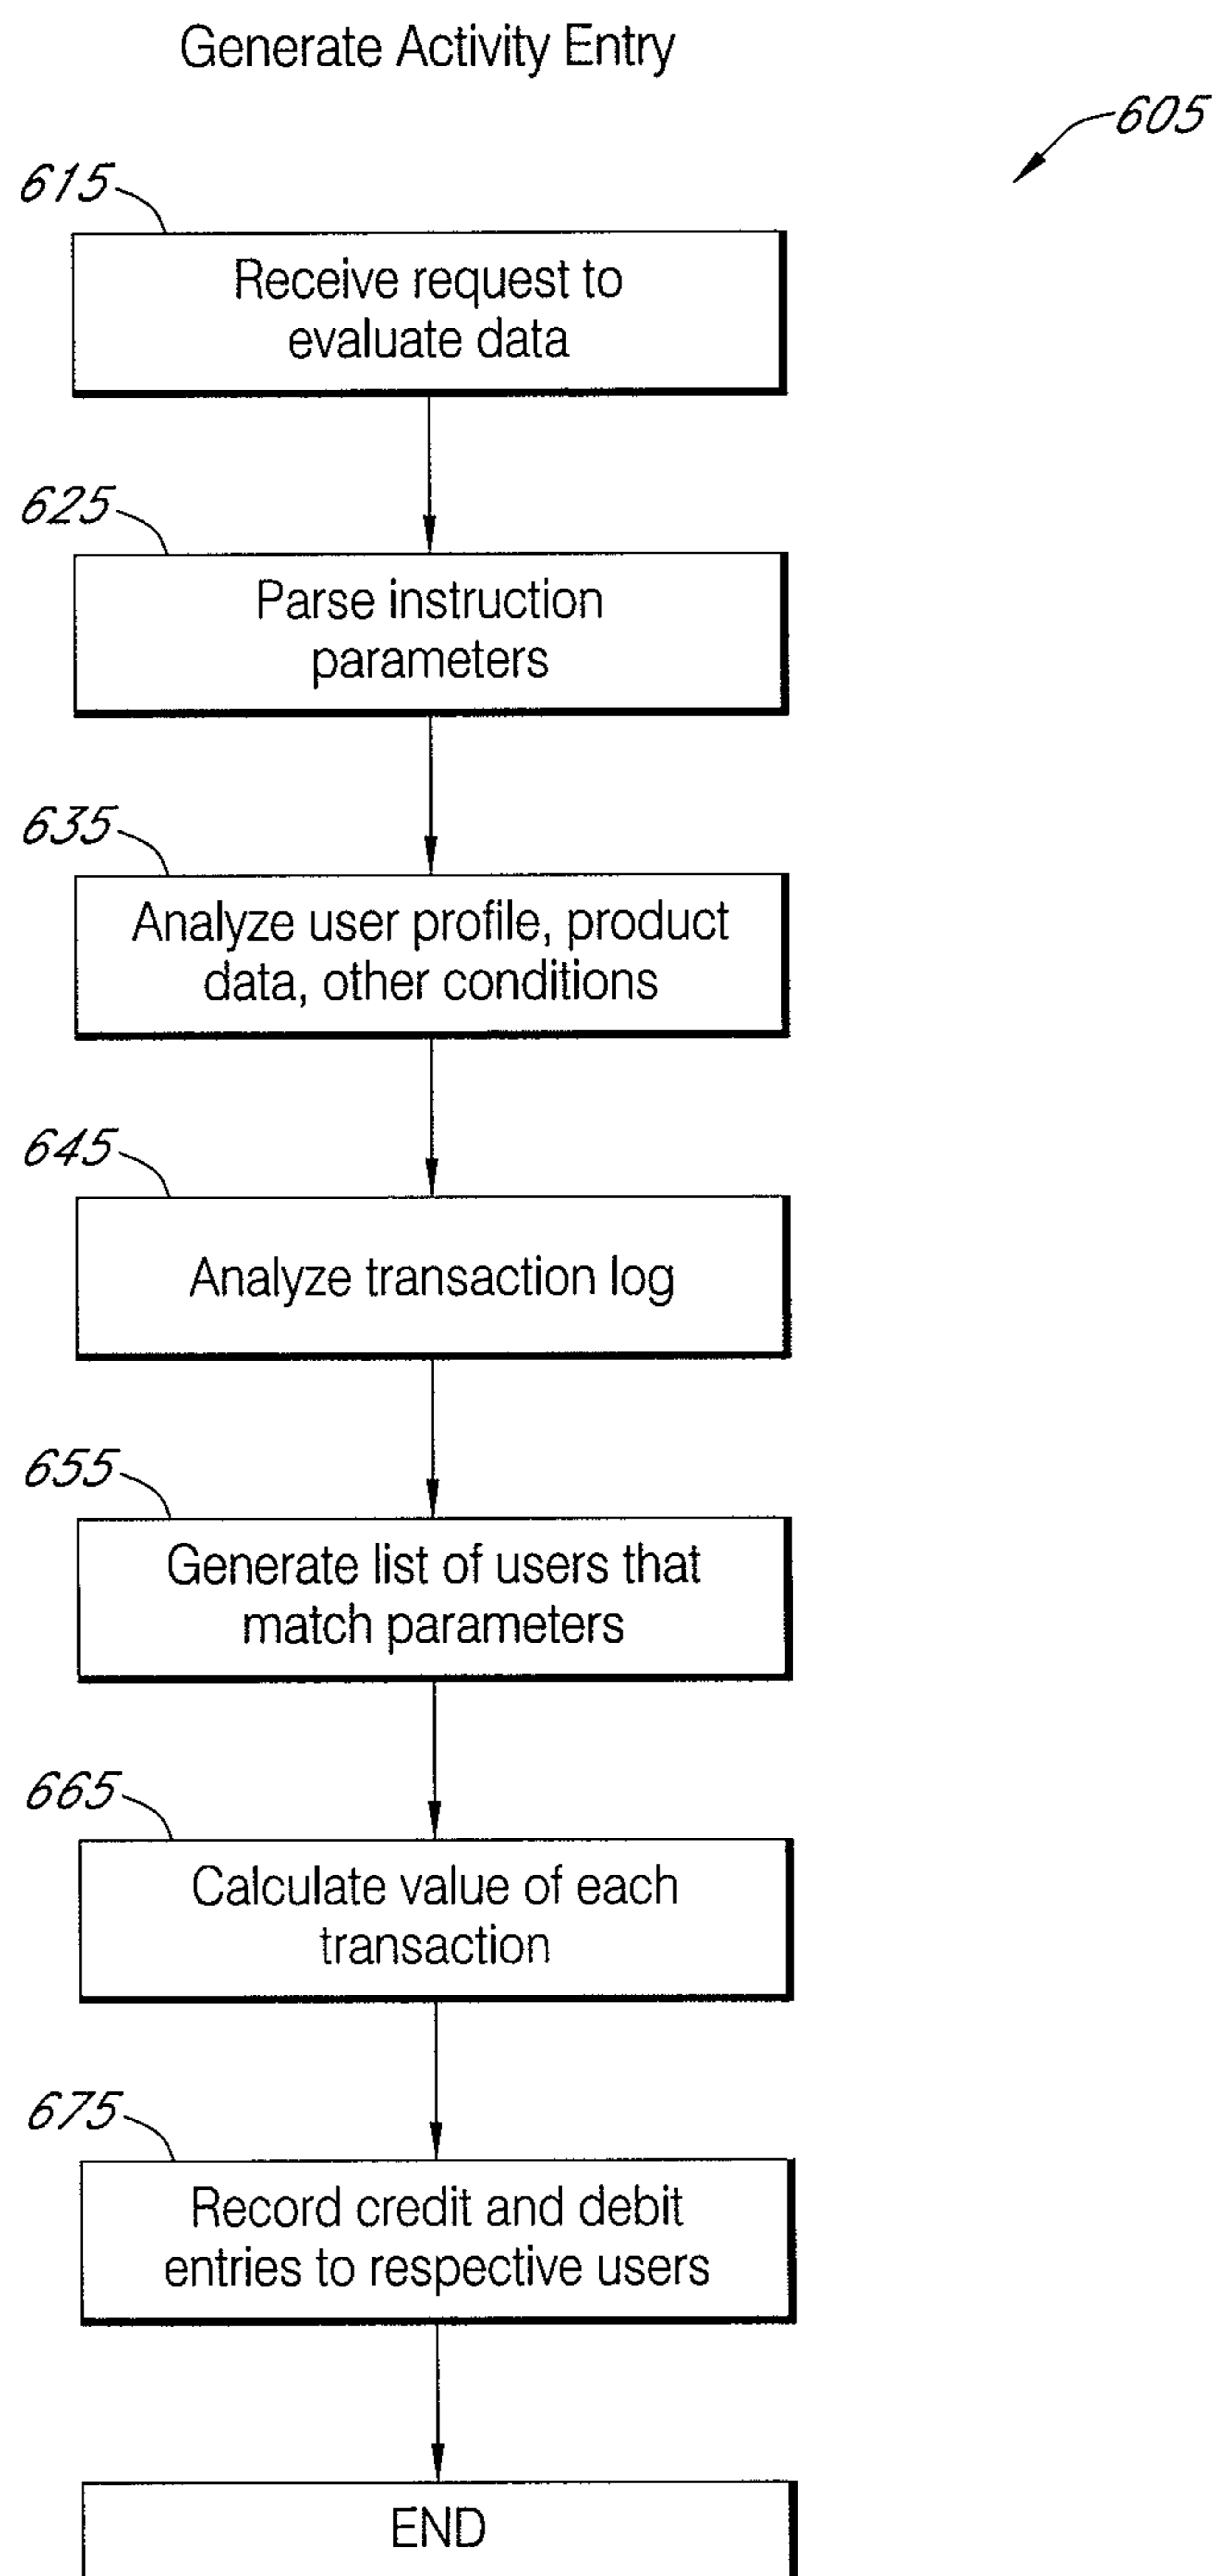 Generate Activity Entry
605
615
Receive request to
evaluate data
625
Parse instruction
parameters
635
Analyze user profile, product
data, other conditions
645
Analyze transaction log
655
Generate list of users that
match parameters
665
Calculate value of each
transaction
675
Record credit and debit
entries to respective users
END